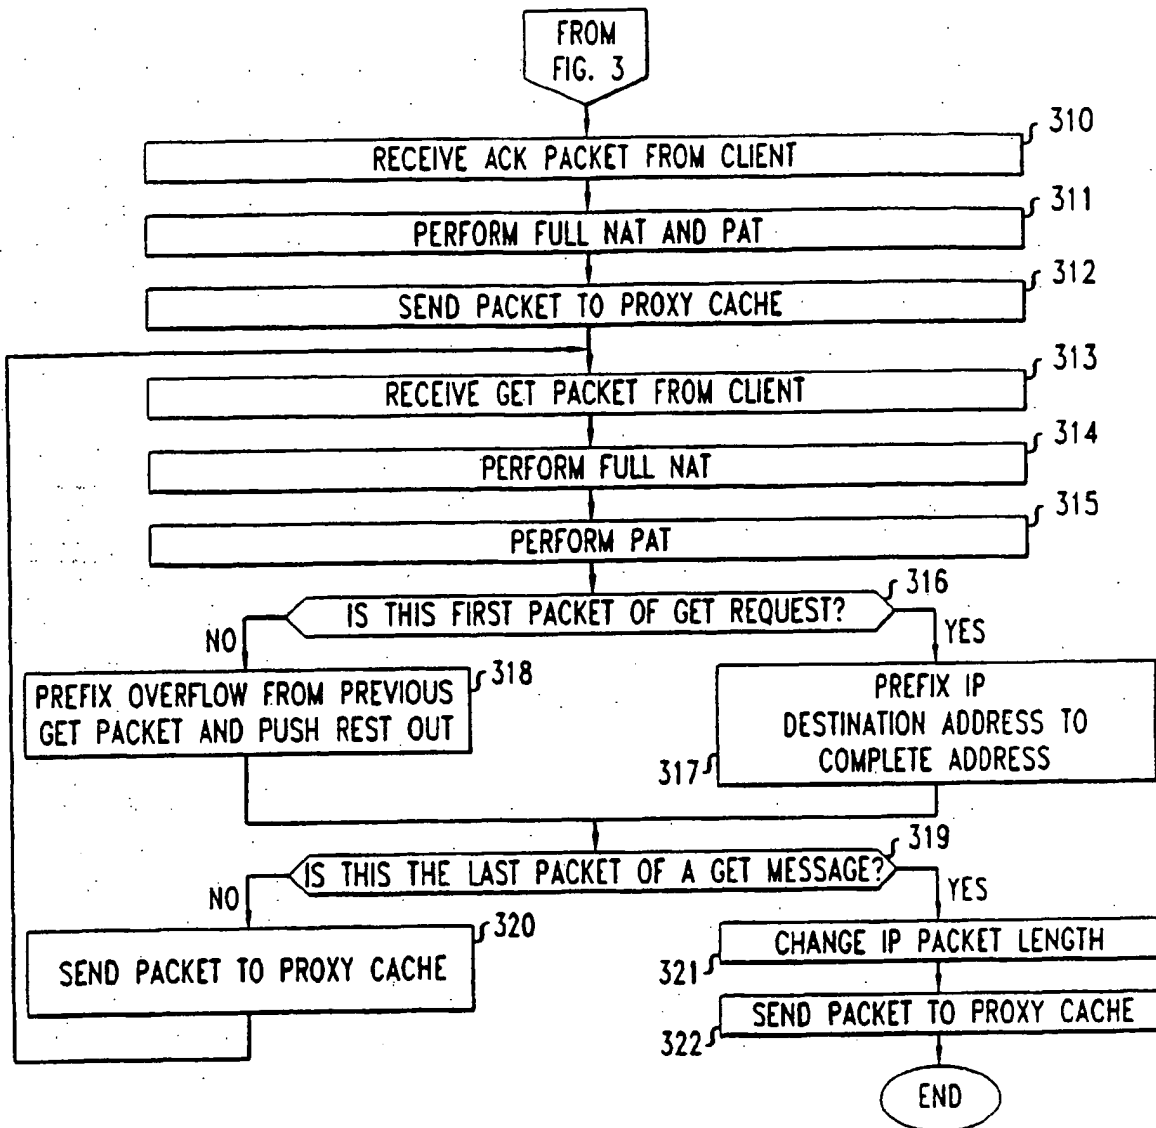 FROM
FIG. 3
310
RECEIVE ACK PACKET FROM CLIENT
311
PERFORM FULL NAT AND PAT
312
SEND PACKET TO PROXY CACHE
313
RECEIVE GET PACKET FROM CLIENT
314
PERFORM FULL NAT
315
PERFORM PAT
316
IS THIS FIRST PACKET OF GET REQUEST?
NO
YES
PREFIX OVERFLOW FROM PREVIOUS
GET PACKET AND PUSH REST OUT
318
PREFIX IP
DESTINATION ADDRESS TO
COMPLETE ADDRESS
317
319
IS THIS THE LAST PACKET OF A GET MESSAGE?
NO
YES
320
SEND PACKET TO PROXY CACHE
CHANGE IP PACKET LENGTH
321
SEND PACKET TO PROXY CACHE
322
END